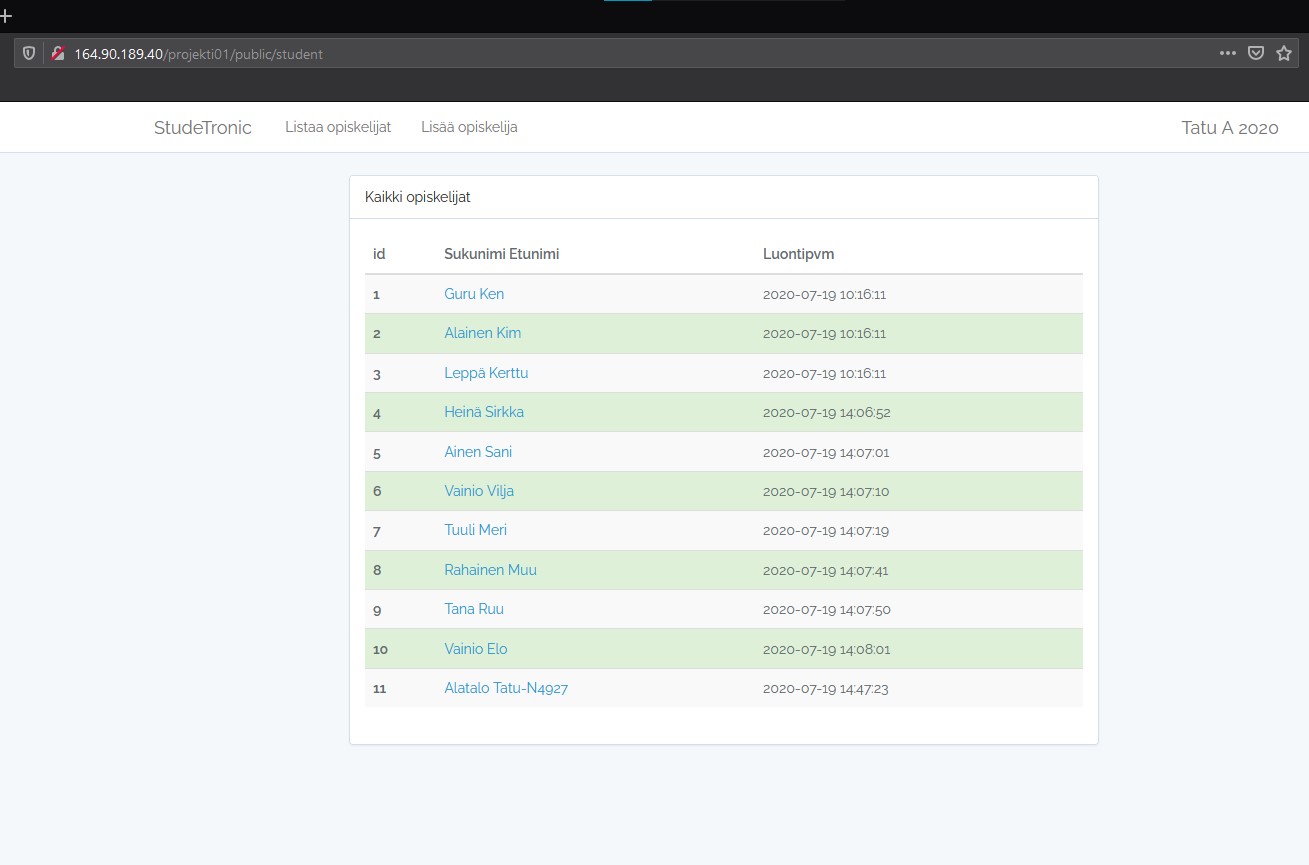 164.90.189.40/projekti01/public/student
StudeTronic Listaa opiskelijat Lisää opiskelija Tatu A 2020
Kaikki opiskelijat
id Sukunimi Etunimi Luontipvm
1 Guru Ken 2020-07-19 10:16:11
2 Alainen Kim 2020-07-19 10:16:11
3 Leppä Kerttu 2020-07-19 10:16:11
4 Heinä Sirkka 2020-07-19 14:06:52
5 Ainen Sani 2020-07-19 14:07:01
6 Vainio Vilja 2020-07-19 14:07:10
7 Tuuli Meri 2020-07-19 14:07:19
8 Rahainen Muu 2020-07-19 14:07:41
9 Tana Ruu 2020-07-19 14:07:50
10 Vainio Elo 2020-07-19 14:08:01
11 Alatalo Tatu-N4927 2020-07-19 14:47:23